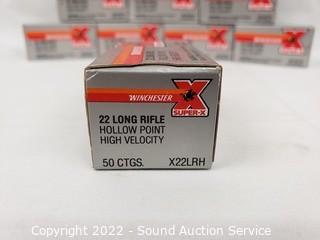 WINCHESTER
X
SUPER-X
22 LONG RIFLE
HOLLOW POINT
HIGH VELOCITY
50 CTGS. X22LRH
Copyright 2022 - Sound Auction Service